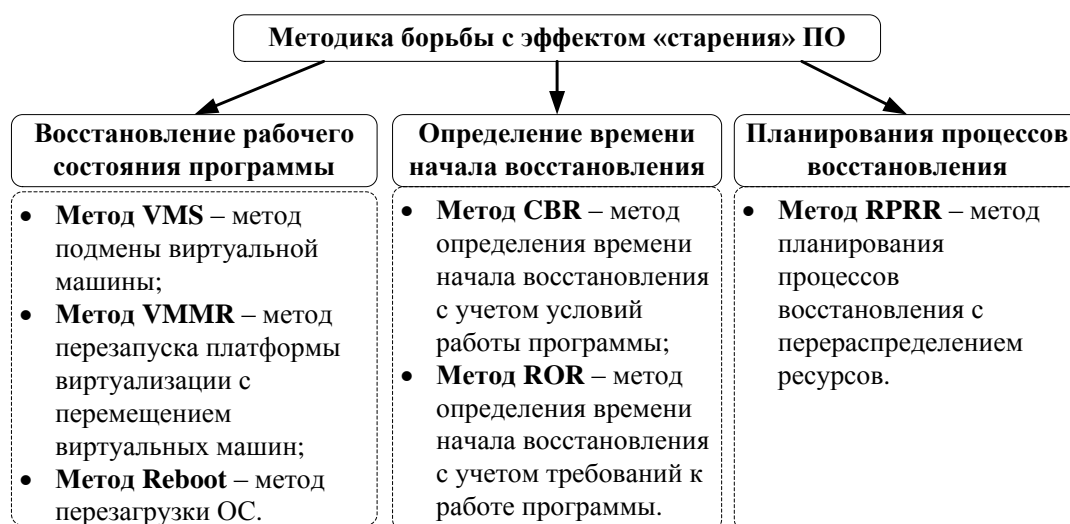 Методика борьбы с эффектом «старения» ПО
Восстановление рабочего
состояния программы
• Метод VMS – метод
подмены виртуальной
машины;
• Метод VMMR – метод
перезапуска платформы
виртуализации с
перемещением
виртуальных машин;
• Метод Reboot – метод
перезагрузки ОС.
Определение времени
начала восстановления
• Метод CBR – метод
определения времени
начала восстановления
с учетом условий
работы программы;
• Метод ROR – метод
определения времени
начала восстановления
с учетом требований к
работе программы.
Планирования процессов
восстановления
• Метод RPRR – метод
планирования
процессов
восстановления с
перераспределением
ресурсов.